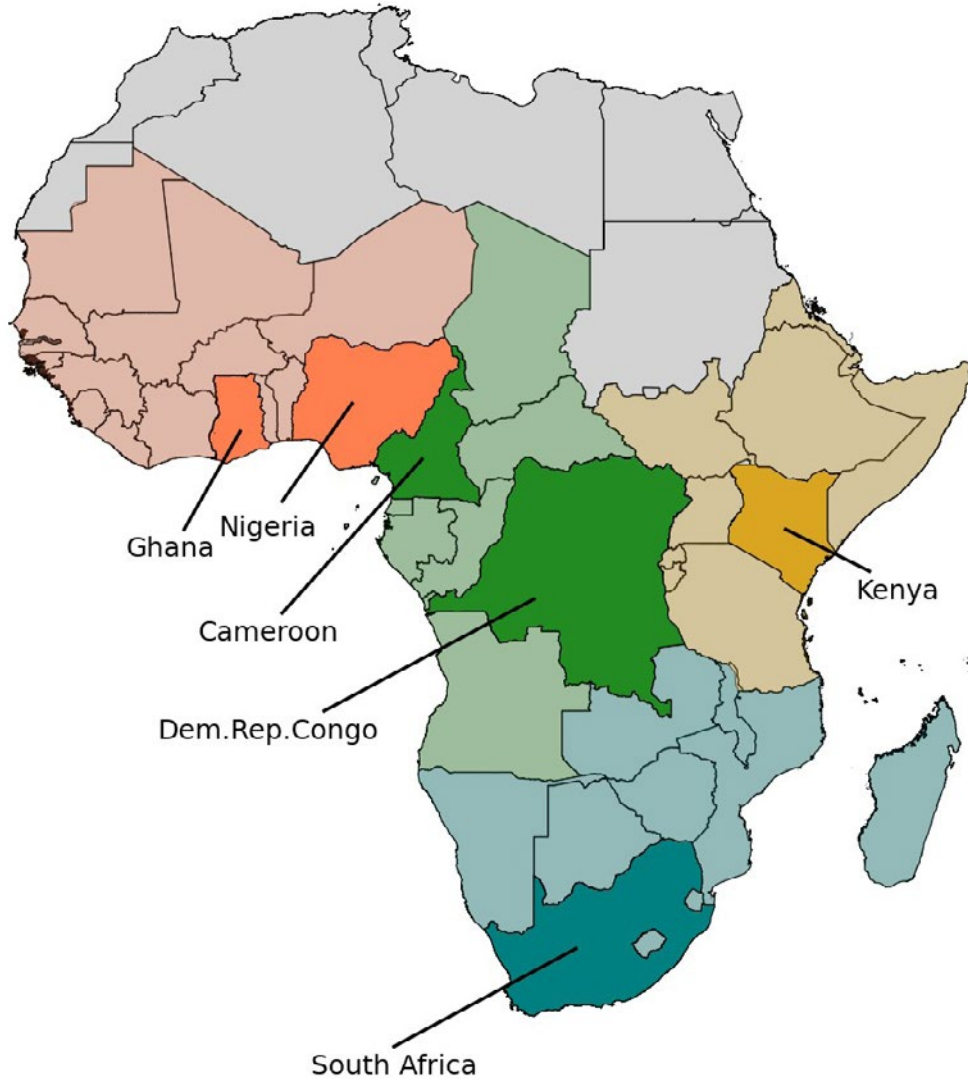 Nigeria
Ghana
Kenya
Cameroon
Dem.Rep.Congo
South Africa